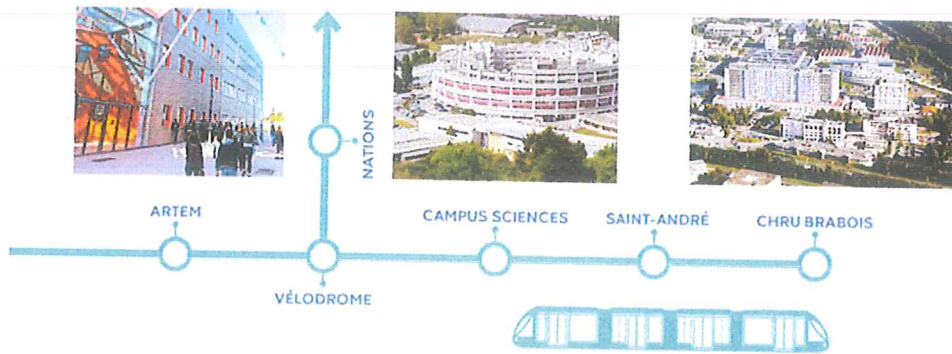 NATIONS
ARTEM
CAMPUS SCIENCES
SAINT-ANDRÉ
CHRU BRABOIS
VÉLODROME